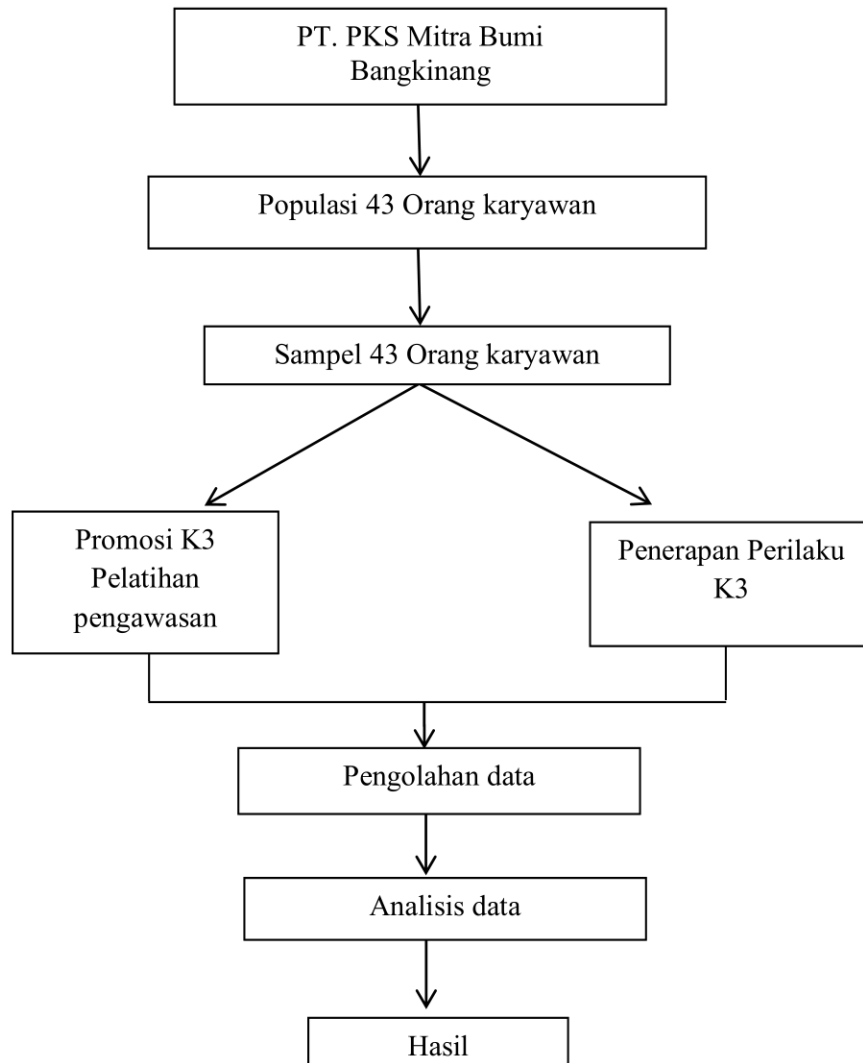 PT. PKS Mitra Bumi
Bangkinang
Populasi 43 Orang karyawan
Sampel 43 Orang karyawan
Promosi K3
Pelatihan
pengawasan
Penerapan Perilaku
K3
Pengolahan data
Analisis data
Hasil